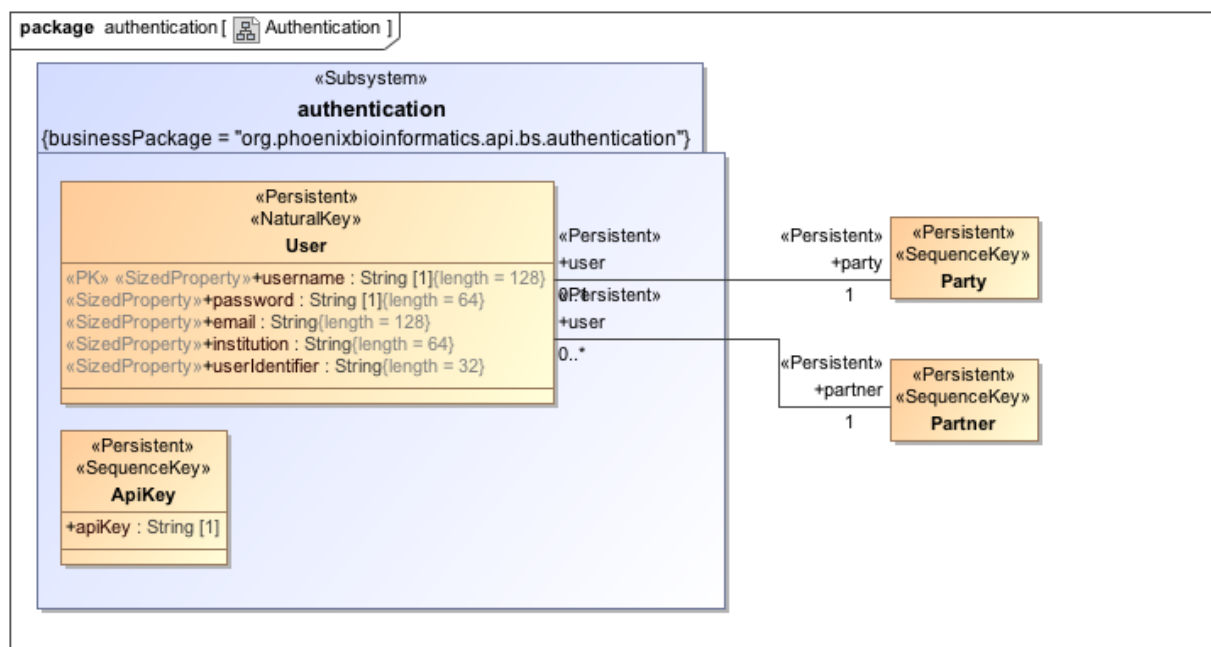 package authentication [ Authentication ]
«Subsystem»
authentication
{businessPackage = "org.phoenixbioinformatics.api.bs.authentication"}
«Persistent»
«NaturalKey»
User
«PK» «SizedProperty»+username : String [1]{length = 128}
«SizedProperty»+password : String [1]{length = 64}
«SizedProperty»+email : String{length = 128}
«SizedProperty»+institution : String{length = 64}
«SizedProperty»+userIdentifier : String{length = 32}
«Persistent»
+user
0..1
«Persistent»
+party
1
«Persistent»
«SequenceKey»
Party
«Persistent»
+user
0..*
«Persistent»
+partner
1
«Persistent»
«SequenceKey»
Partner
«Persistent»
«SequenceKey»
ApiKey
+apiKey : String [1]